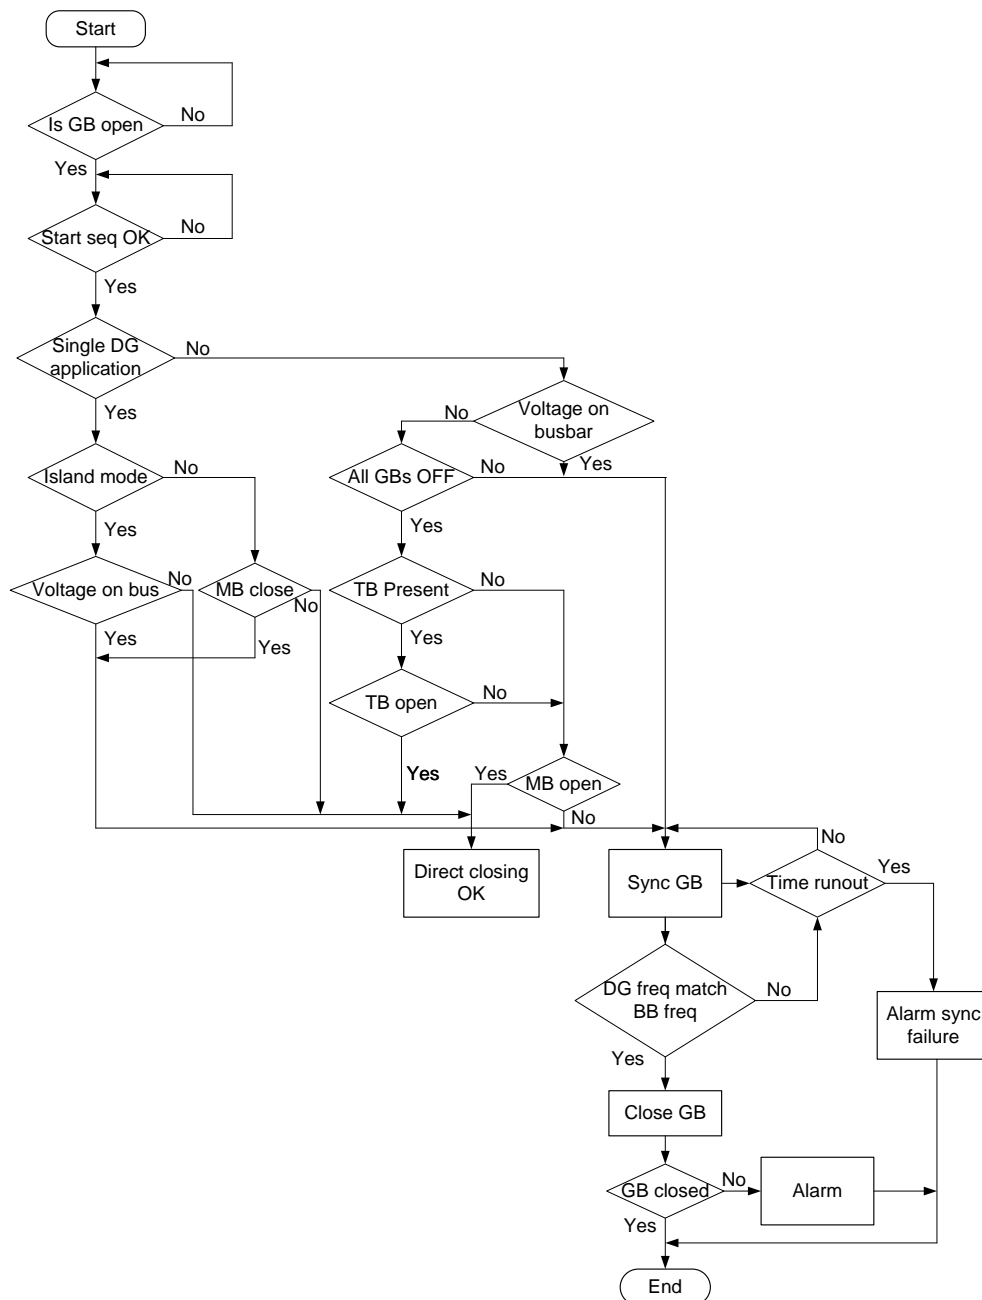 Start
Is GB open
No
Yes
Start seq OK
No
Yes
Single DG
application
No
Yes
Voltage on
busbar
No
Yes
Island mode
No
Yes
All GBs OFF
No
Yes
Voltage on bus
No
Yes
MB close
No
Yes
TB Present
No
Yes
TB open
No
Yes
MB open
Yes
No
Direct closing
OK
Sync GB
Time runout
No
Yes
DG freq match
BB freq
No
Yes
Alarm sync
failure
Close GB
GB closed
No
Yes
Alarm
End